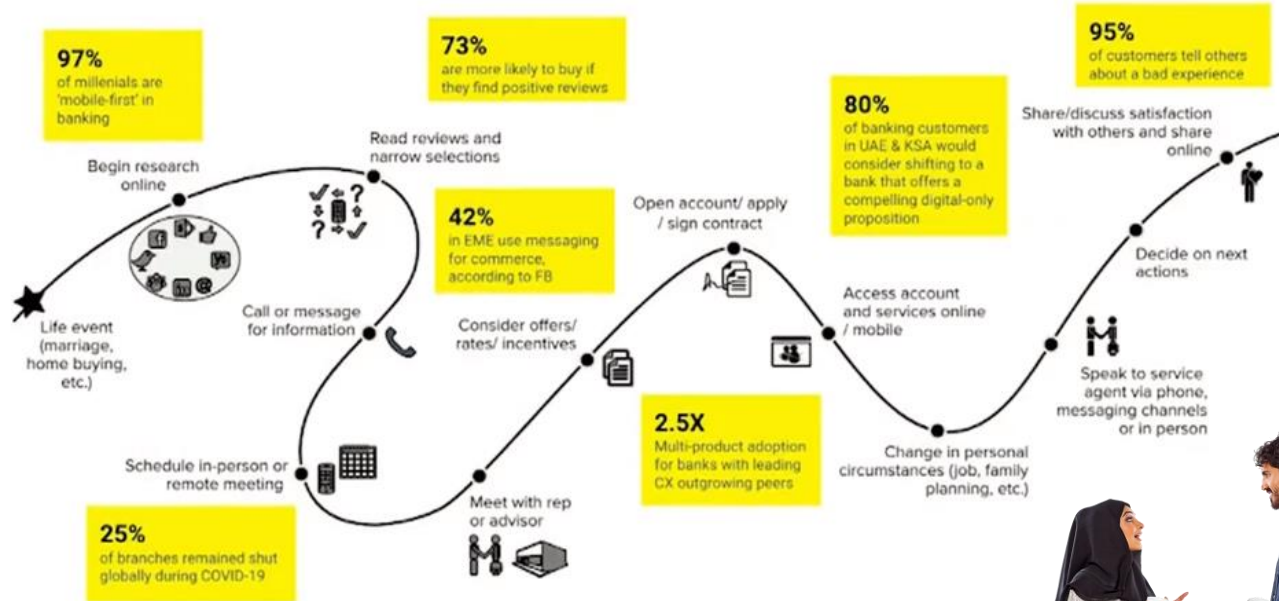 97%
of millenials are
'mobile-first' in
banking
73%
are more likely to buy if
they find positive reviews
95%
of customers tell others
about a bad experience
80%
of banking customers
in UAE & KSA would
consider shifting to a
bank that offers a
compelling digital-only
proposition
Begin research
online
Read reviews and
narrow selections
Share/discuss satisfaction
with others and share
online
42%
in EME use messaging
for commerce,
according to FB
Open account/ apply
/ sign contract
Decide on next
actions
Life event
(marriage,
home buying,
etc.)
Call or message
for information
Consider offers/
rates/ incentives
Access account
and services online
/ mobile
Speak to service
agent via phone,
messaging channels
or in person
2.5X
Multi-product adoption
for banks with leading
CX outgrowing peers
Schedule in-person or
remote meeting
Meet with rep
or advisor
Change in personal
circumstances (job, family
planning, etc.)
25%
of branches remained shut
globally during COVID-19